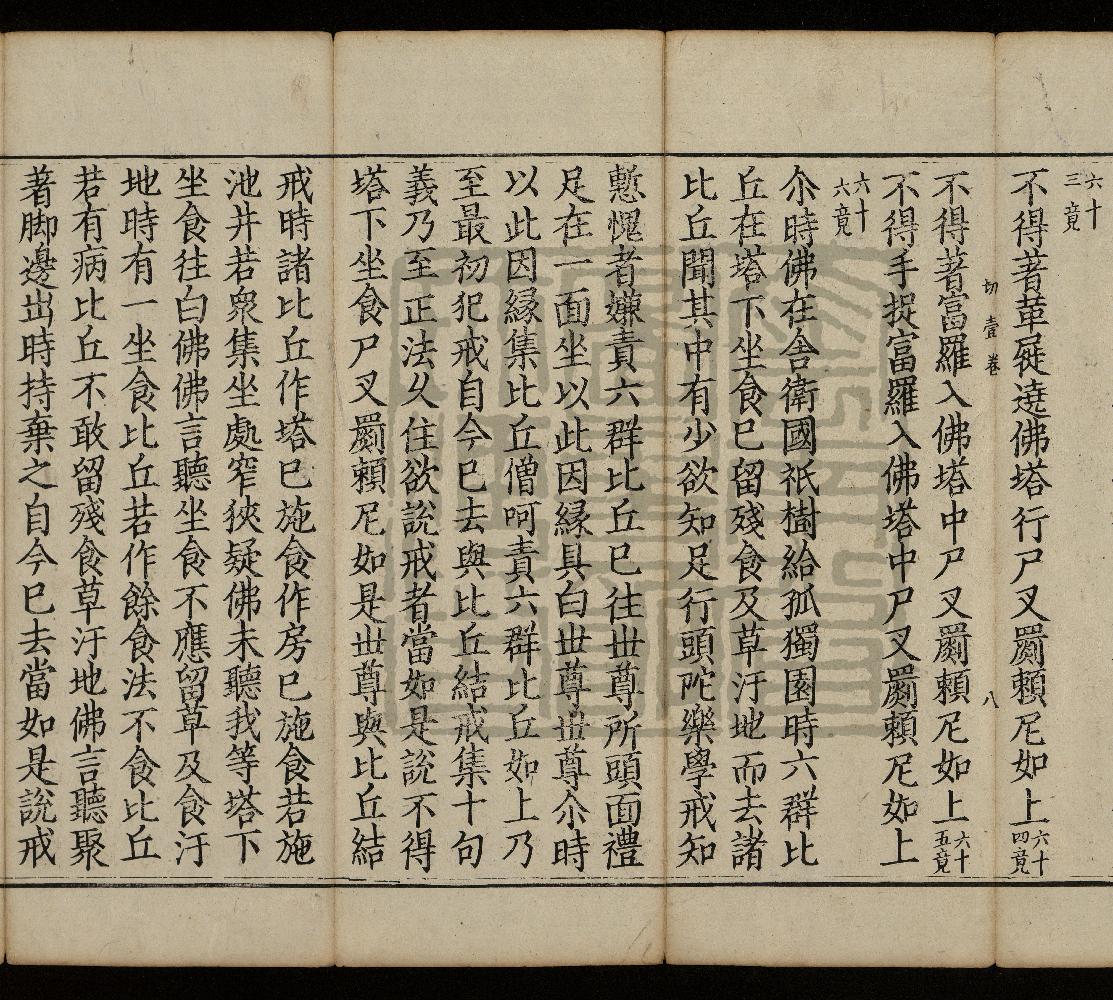 六十三竟
不得著革屣遶佛塔行尸叉罽頼尼如上六十四竟
切 壹卷 八
不得著富羅入佛塔中尸叉罽頼尼如上六十五竟
不得手捉富羅入佛塔中尸叉罽頼尼如上
六十六竟
尒時佛在舎衛國祇樹給孤獨園時六群比
丘在塔下坐食已留殘食及草汙地而去諸
比丘聞其中有少欲知足行頭陀樂學戒知
慙愧者嫌責六群比丘已往丗尊所頭面禮
足在一面坐以此因縁具白丗尊丗尊尒時
以此因縁集比丘僧呵責六群比丘如上乃
至最初犯戒自今已去與比丘結戒集十句
義乃至正法久住欲說戒者當如是說不得
塔下坐食尸叉罽頼尼如是丗尊與比丘結
戒時諸比丘作塔已施食作房已施食若施
池井若衆集坐處窄狹疑佛未聽我等塔下
坐食往白佛佛言聽坐食不應留草及食汙
地時有一坐食比丘若作餘食法不食比丘
若有病比丘不敢留殘食草汙地佛言聽聚
著脚邊出時持棄之自今已去當如是說戒